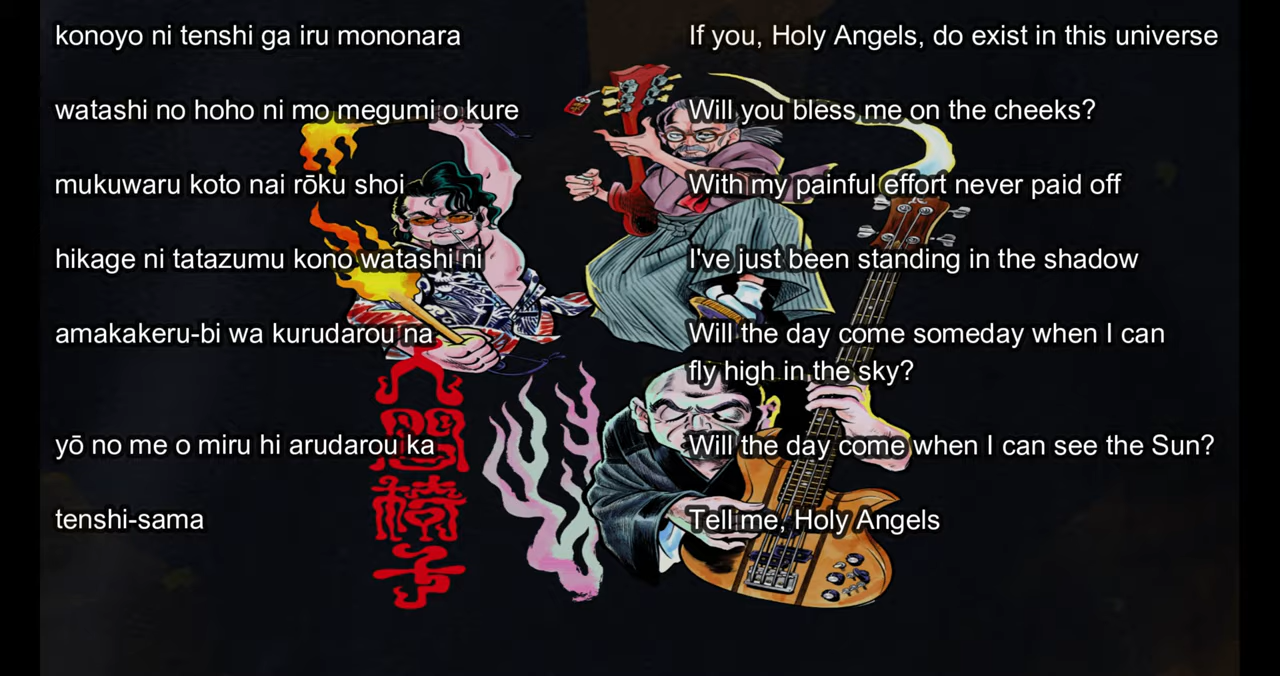 konoyo ni tenshi ga iru mononara
If you, Holy Angels, do exist in this universe
watashi no hoho ni mo megumi o kure
Will you bless me on the cheeks?
mukuwaru koto nai rōku shoi
With my painful effort never paid off
hikage ni tatazumu kono watashi ni
I've just been standing in the shadow
amakakeru-bi wa kurudarou na
Will the day come someday when I can
fly high in the sky?
yō no me o miru hi arudarou ka
Will the day come when I can see the Sun?
tenshi-sama
Tell me, Holy Angels
人間椅子